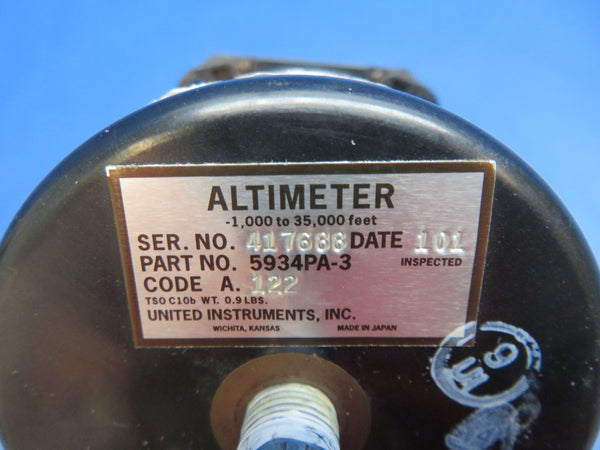 ALTIMETER
-1,000 to 35,000 feet
SER. NO. DATE 101
PART NO. 5934PA-3 INSPECTED
CODE A. 122
TSO C10b WT. 0.9 LBS.
UNITED INSTRUMENTS, INC.
WICHITA, KANSAS MADE IN JAPAN